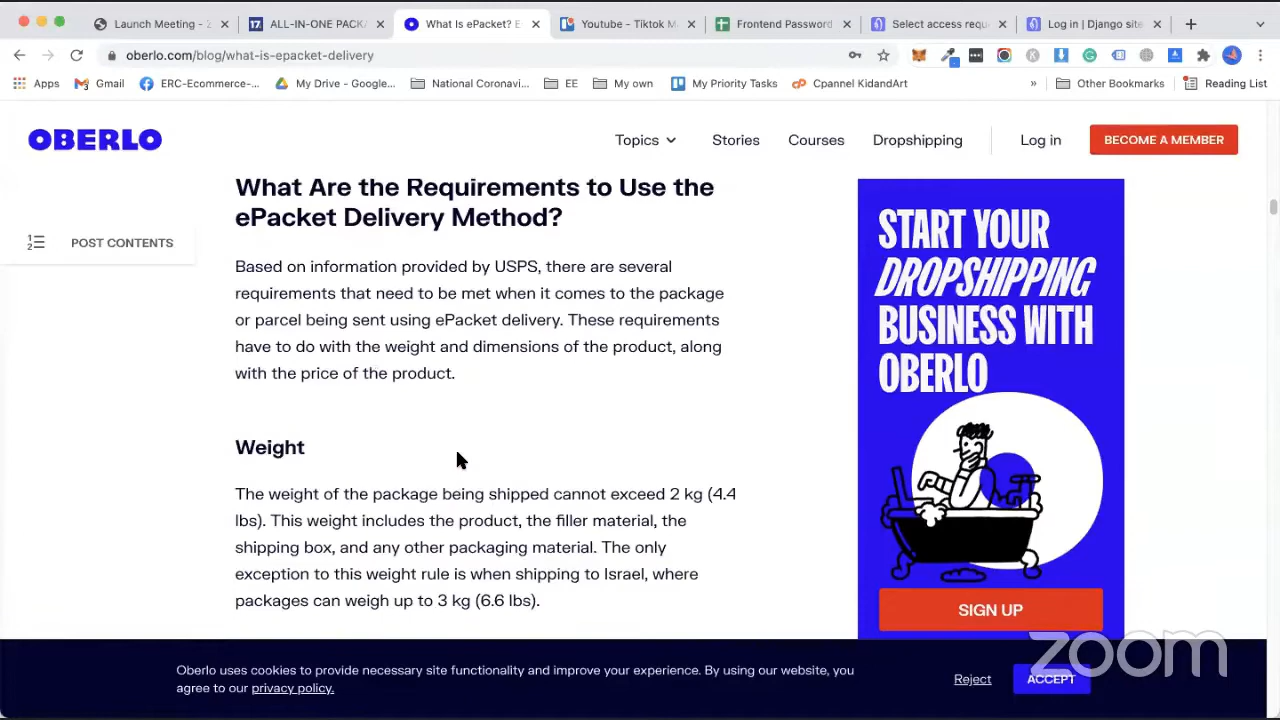 Launch Meeting - Z
ALL-IN-ONE PACKA
What Is ePacket? E
Youtube - Tiktok M
Frontend Password
Select access requ
Log in | Django site
oberlo.com/blog/what-is-epacket-delivery
Apps
Gmail
ERC-Ecommerce-...
My Drive - Google...
National Coronavi...
EE
My own
My Priority Tasks
Cpannel KidandArt
»
Other Bookmarks
Reading List
OBERLO
Topics
Stories
Courses
Dropshipping
Log in
BECOME A MEMBER
POST CONTENTS
What Are the Requirements to Use the
ePacket Delivery Method?
Based on information provided by USPS, there are several
requirements that need to be met when it comes to the package
or parcel being sent using ePacket delivery. These requirements
have to do with the weight and dimensions of the product, along
with the price of the product.
Weight
The weight of the package being shipped cannot exceed 2 kg (4.4
lbs). This weight includes the product, the filler material, the
shipping box, and any other packaging material. The only
exception to this weight rule is when shipping to Israel, where
packages can weigh up to 3 kg (6.6 lbs).
START YOUR
DROPSHIPPING
BUSINESS WITH
OBERLO
SIGN UP
Oberlo uses cookies to provide necessary site functionality and improve your experience. By using our website, you
agree to our privacy policy.
Reject
ACCEPT
zoom